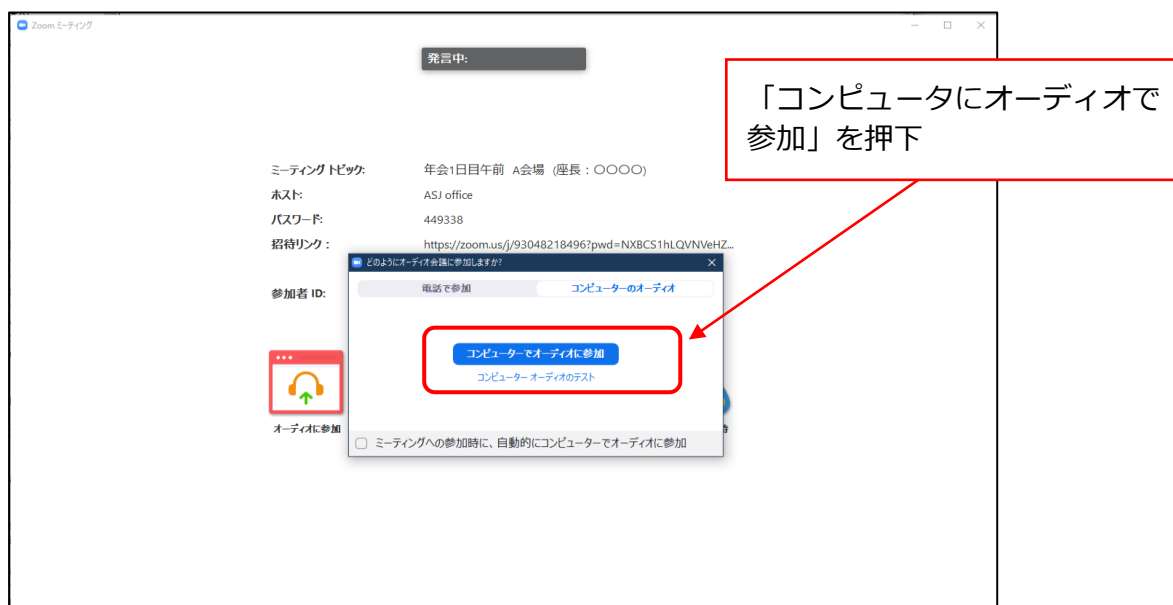 Zoom ミーティング
発言中:
「コンピュータにオーディオで
参加」を押下
ミーティング トピック: 年会1日目午前 A会場 (座長：〇〇〇〇)
ホスト: ASJ office
パスワード: 449338
招待リンク： https://zoom.us/j/93048218496?pwd=NXBCS1hLQVNVeHZ...
どのようにオーディオ会議に参加しますか?
参加者 ID:
電話で参加 コンピューターのオーディオ
コンピューターでオーディオに参加
コンピューター オーディオのテスト
オーディオに参加
ミーティングへの参加時に、自動的にコンピューターでオーディオに参加